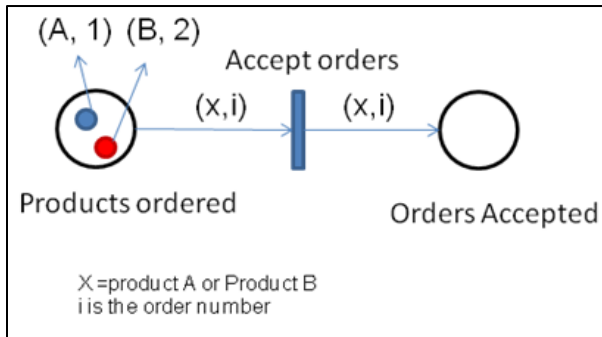 (A, 1) (B, 2)
Accept orders
(x,i) (x,i)
Products ordered
Orders Accepted
X =product A or Product B
i is the order number